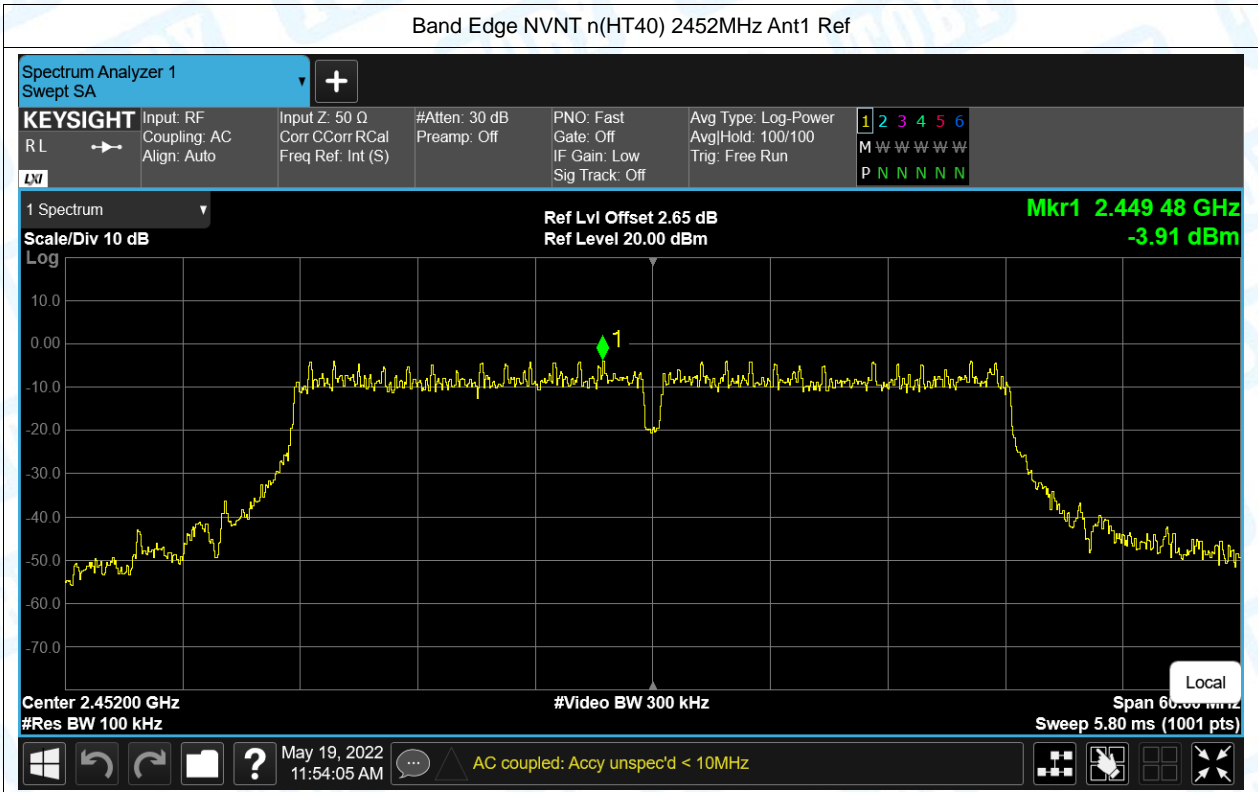 Band Edge NVNT n(HT40) 2452MHz Ant1 Ref
Spectrum Analyzer 1
Swept SA
KEYSIGHT
R L
LXI
Input: RF
Coupling: AC
Align: Auto
Input Z: 50 Ω
Corr CCorr RCal
Freq Ref: Int (S)
#Atten: 30 dB
Preamp: Off
PNO: Fast
Gate: Off
IF Gain: Low
Sig Track: Off
Avg Type: Log-Power
Avg|Hold: 100/100
Trig: Free Run
1 2 3 4 5 6
M W W W W W
P N N N N N
1 Spectrum
Scale/Div 10 dB
Ref Lvl Offset 2.65 dB
Ref Level 20.00 dBm
Mkr1 2.449 48 GHz
-3.91 dBm
Log
10.0
0.00
-10.0
-20.0
-30.0
-40.0
-50.0
-60.0
-70.0
1
Local
Center 2.45200 GHz
#Video BW 300 kHz
Span 60.00 MHz
#Res BW 100 kHz
Sweep 5.80 ms (1001 pts)
?
May 19, 2022
11:54:05 AM
AC coupled: Accy unspec'd < 10MHz